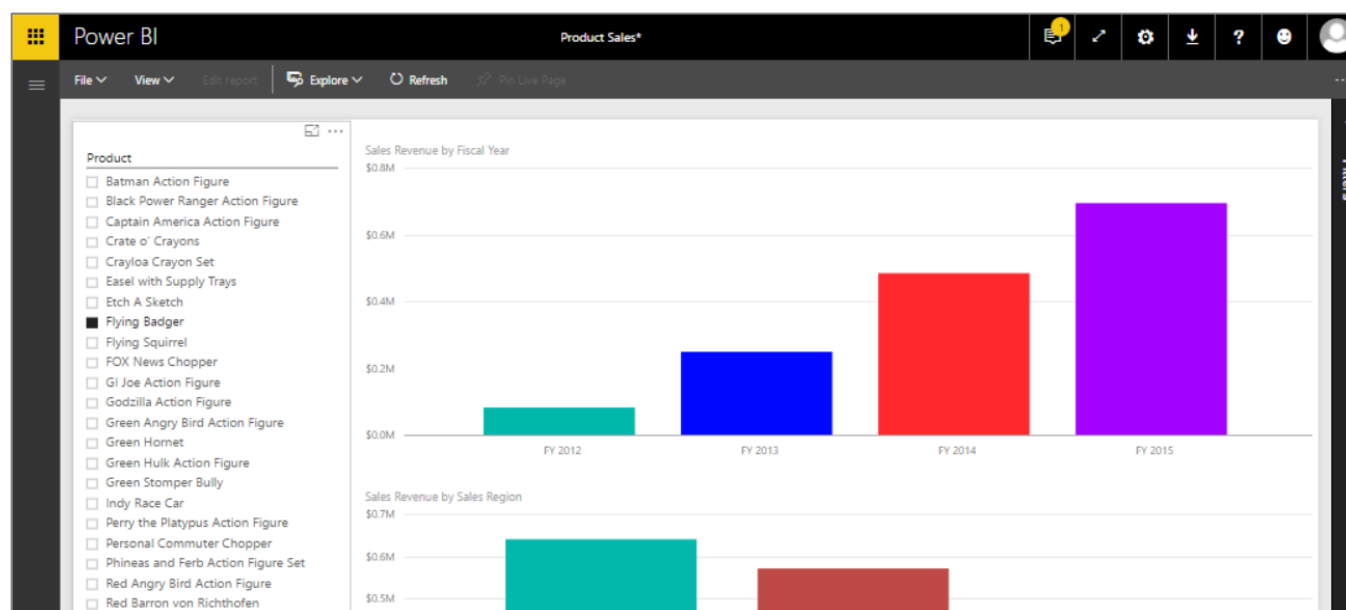 Power BI
Product Sales*
1
?
File
View
Edit report
Explore
Refresh
Pin Live Page
Product
Batman Action Figure
Black Power Ranger Action Figure
Captain America Action Figure
Crate o' Crayons
Crayloa Crayon Set
Easel with Supply Trays
Etch A Sketch
Flying Badger
Flying Squirrel
FOX News Chopper
GI Joe Action Figure
Godzilla Action Figure
Green Angry Bird Action Figure
Green Hornet
Green Hulk Action Figure
Green Stomper Bully
Indy Race Car
Perry the Platypus Action Figure
Personal Commuter Chopper
Phineas and Ferb Action Figure Set
Red Angry Bird Action Figure
Red Barron von Richthofen
Sales Revenue by Fiscal Year
$0.8M
$0.6M
$0.4M
$0.2M
$0.0M
FY 2012
FY 2013
FY 2014
FY 2015
Sales Revenue by Sales Region
$0.7M
$0.6M
$0.5M